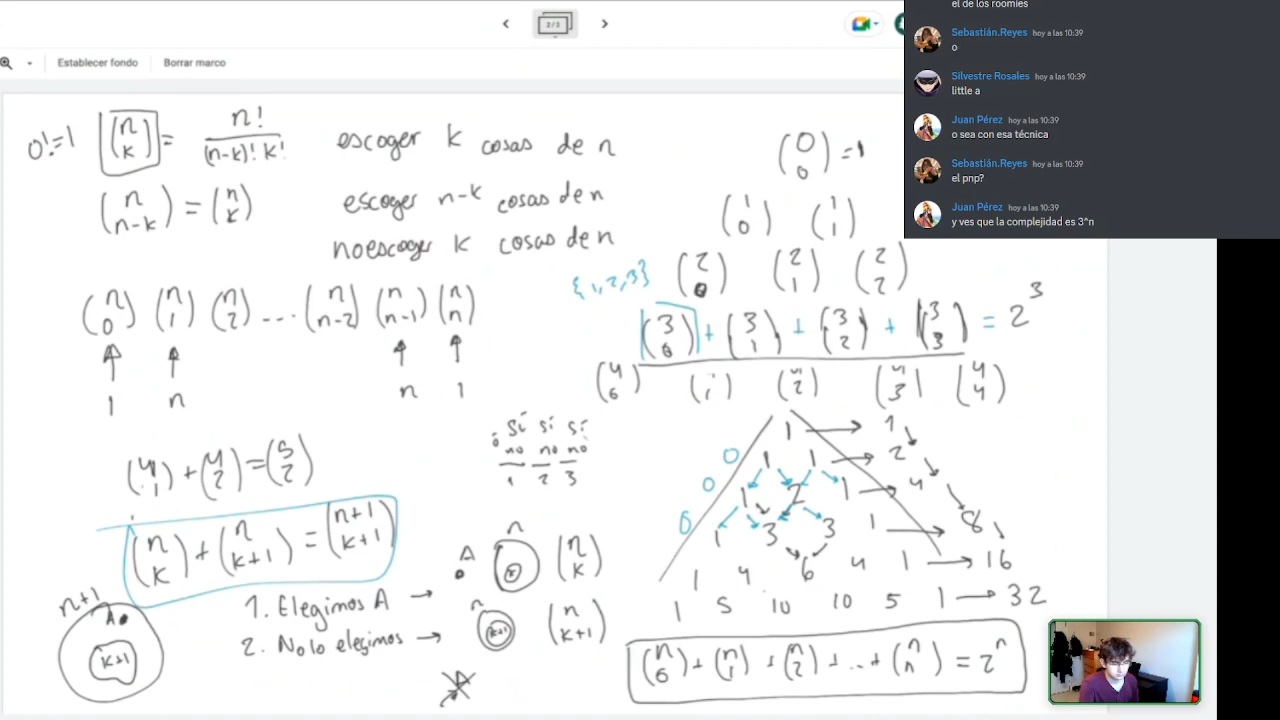 2/3
Establecer fondo
Borrar marco
el de los roomies
Sebastián.Reyes hoy a las 10:39
o
Silvestre Rosales hoy a las 10:39
little a
Juan Pérez hoy a las 10:39
o sea con esa técnica
Sebastián.Reyes hoy a las 10:39
el pnp?
Juan Pérez hoy a las 10:39
y ves que la complejidad es 3^n
0!=1 (n k) = n! / (n-k)! k! escoger k cosas de n
(n n-k) = (n k) escoger n-k cosas de n
no escoger k cosas de n
(n 0) (n 1) (n 2) ... (n n-2) (n n-1) (n n)
1 n n 1
(4 1) + (4 2) = (5 2)
(n k) + (n k+1) = (n+1 k+1)
sí sí sí
no no no
1 2 3
n+1
A
k+1
1. Elegimos A → A n (n k)
2. No lo elegimos → n k+1 (n k+1)
A
(0 0) = 1
(1 0) (1 1)
(2 0) (2 1) (2 2)
{1,2,3}
(3 0) + (3 1) + (3 2) + (3 3) = 2^3
(4 0) (4 1) (4 2) (4 3) (4 4)
1 → 1
0 1 1 → 2
0 1 2 1 → 4
0 1 3 3 1 → 8
1 4 6 4 1 → 16
1 5 10 10 5 1 → 32
(n 0) + (n 1) + (n 2) + ... + (n n) = 2^n